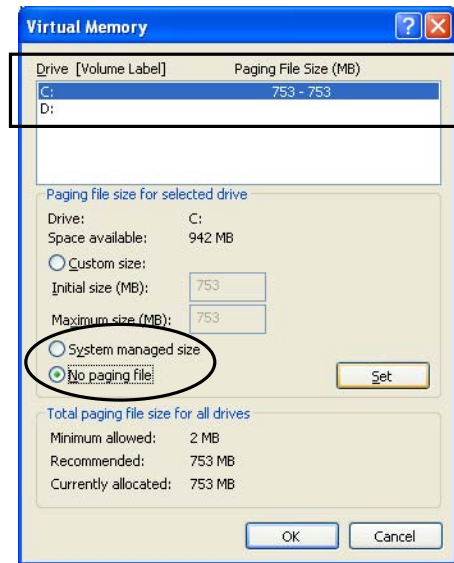 Virtual Memory
Drive [Volume Label] Paging File Size (MB)
C: 753 - 753
D:
Paging file size for selected drive
Drive: C:
Space available: 942 MB
Custom size:
Initial size (MB): 753
Maximum size (MB): 753
System managed size
No paging file
Set
Total paging file size for all drives
Minimum allowed: 2 MB
Recommended: 753 MB
Currently allocated: 753 MB
OK Cancel